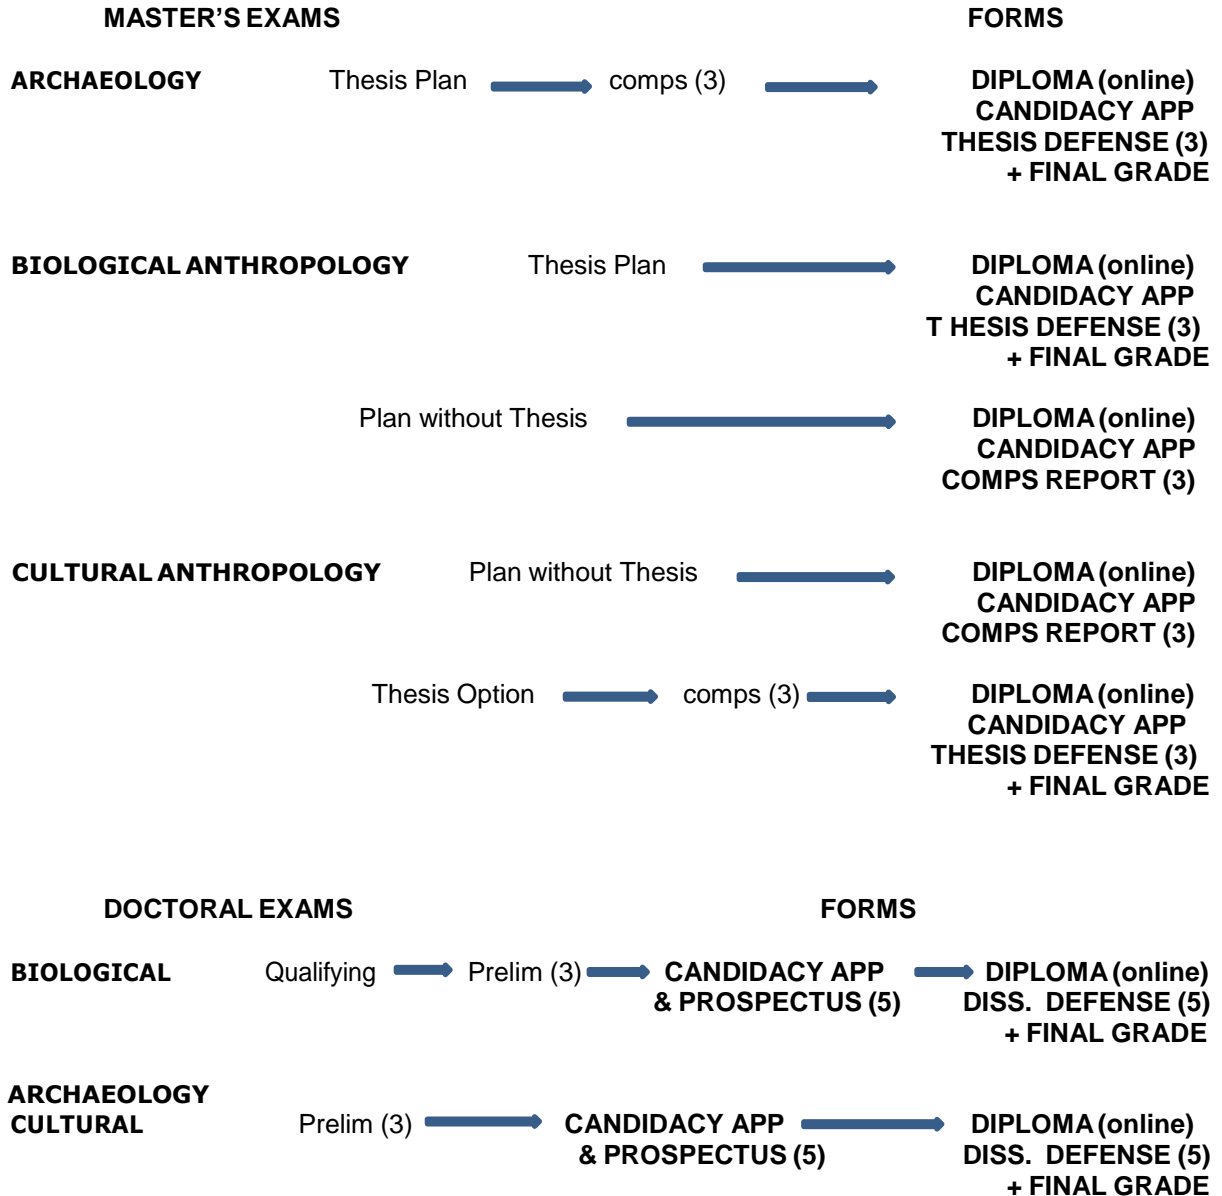 MASTER'S EXAMS FORMS
ARCHAEOLOGY Thesis Plan comps (3) DIPLOMA (online)
CANDIDACY APP
THESIS DEFENSE (3)
+ FINAL GRADE
BIOLOGICAL ANTHROPOLOGY Thesis Plan DIPLOMA (online)
CANDIDACY APP
T HESIS DEFENSE (3)
+ FINAL GRADE
Plan without Thesis DIPLOMA (online)
CANDIDACY APP
COMPS REPORT (3)
CULTURAL ANTHROPOLOGY Plan without Thesis DIPLOMA (online)
CANDIDACY APP
COMPS REPORT (3)
Thesis Option comps (3) DIPLOMA (online)
CANDIDACY APP
THESIS DEFENSE (3)
+ FINAL GRADE
DOCTORAL EXAMS FORMS
BIOLOGICAL Qualifying Prelim (3) CANDIDACY APP DIPLOMA (online)
& PROSPECTUS (5) DISS. DEFENSE (5)
+ FINAL GRADE
ARCHAEOLOGY
CULTURAL Prelim (3) CANDIDACY APP DIPLOMA (online)
& PROSPECTUS (5) DISS. DEFENSE (5)
+ FINAL GRADE